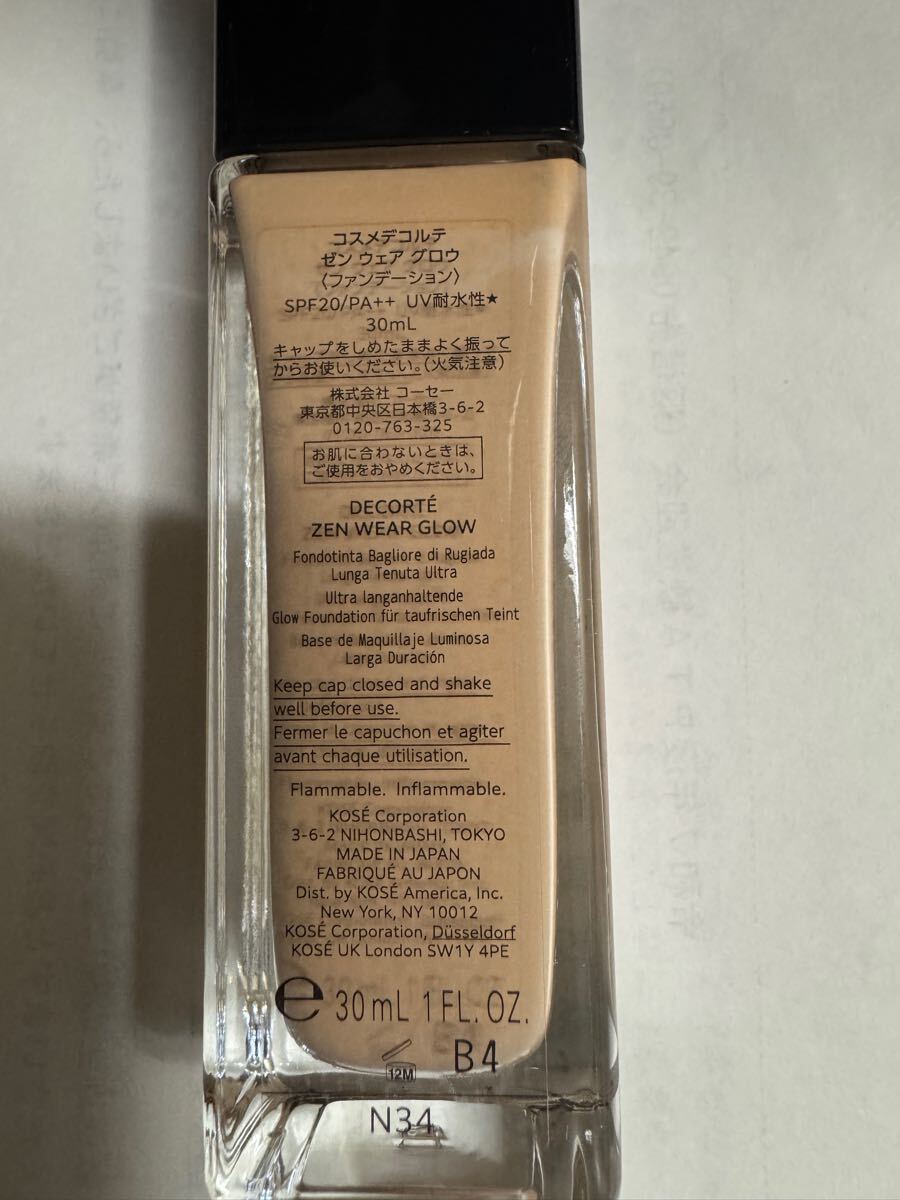 コスメデコルテ
ゼン ウェア グロウ
〈ファンデーション〉
SPF20/PA++ UV耐水性★
30mL
キャップをしめたままよく振って
からお使いください。(火気注意)
株式会社 コーセー
東京都中央区日本橋3-6-2
0120-763-325
お肌に合わないときは、
ご使用をおやめください。
DECORTÉ
ZEN WEAR GLOW
Fondotinta Bagliore di Rugiada
Lunga Tenuta Ultra
Ultra langanhaltende
Glow Foundation für taufrischen Teint
Base de Maquillaje Luminosa
Larga Duración
Keep cap closed and shake
well before use.
Fermer le capuchon et agiter
avant chaque utilisation.
Flammable. Inflammable.
KOSÉ Corporation
3-6-2 NIHONBASHI, TOKYO
MADE IN JAPAN
FABRIQUÉ AU JAPON
Dist. by KOSÉ America, Inc.
New York, NY 10012
KOSÉ Corporation, Düsseldorf
KOSÉ UK London SW1Y 4PE
e 30mL 1FL. OZ.
12M B4
N34